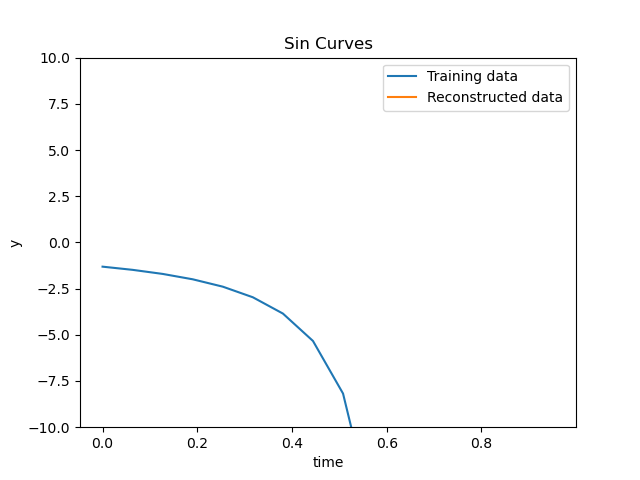 Sin Curves
Training data
Reconstructed data
10.0
7.5
5.0
2.5
0.0
−2.5
−5.0
−7.5
−10.0
y
0.0 0.2 0.4 0.6 0.8
time